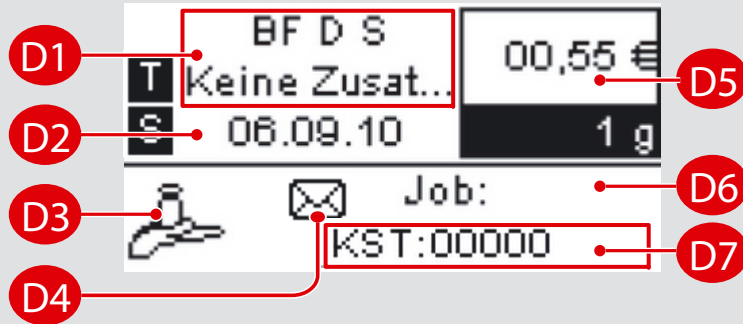 D1
BF D S
T
Keine Zusat...
00,55 €
D5
D2
S
06.09.10
1 g
D3
Job:
D6
KST:00000
D7
D4